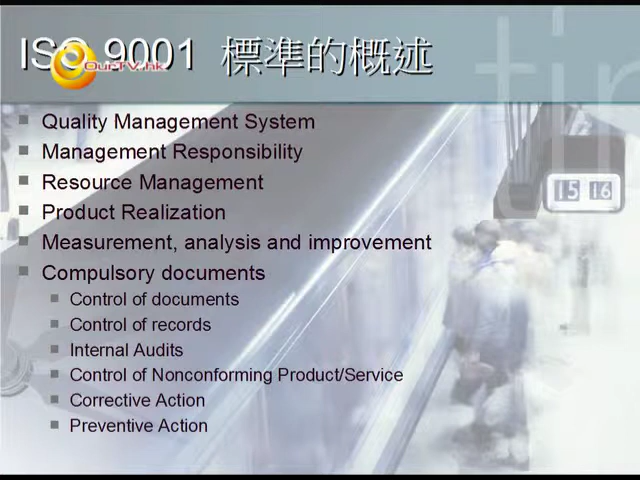 ISO 9001 標準的概述
OurTV.hk
Quality Management System
Management Responsibility
Resource Management
Product Realization
Measurement, analysis and improvement
Compulsory documents
Control of documents
Control of records
Internal Audits
Control of Nonconforming Product/Service
Corrective Action
Preventive Action
15 16